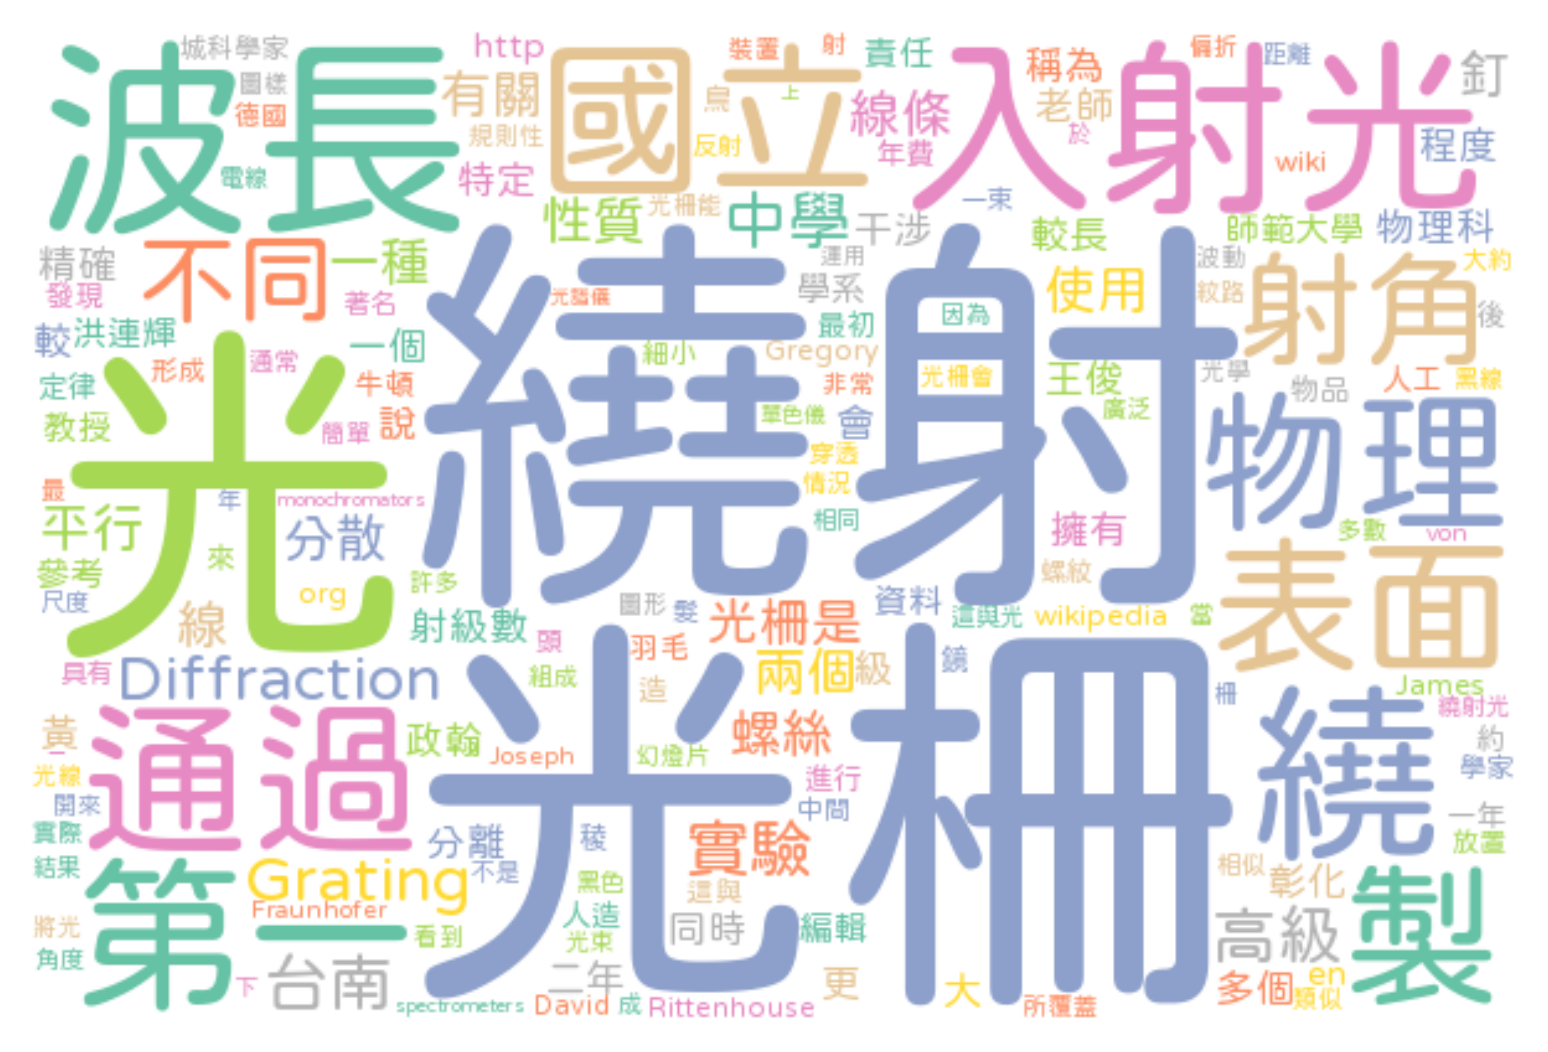 城科學家 http 裝置 射 責任 稱為 偏折 距離 釘
波長 圖樣 有關 國立 鳥 上 線條 老師 入射光
德國 規則性 反射 年費 於 wiki 程度
電線 特定 性質 光柵能 中學 干涉 一束 較長 師範大學 物理科
精確 不同 一種 運用 波動 射角 大約
發現 著名 光譜儀 學系 使用 紋路 後
較 洪連輝 一個 繞射 最初 因為
定律 形成 通常 牛頓 細小 Gregory 非常 光柵會 王俊 光學 物品 人工 黑線
教授 光 簡單 說 單色儀 會 廣泛 物理
穿透
最 年 monochromators 情況
平行 分散 相同 擁有 多數 von
參考 來 許多 螺紋 表面
尺度 org 圖形 髮 資料 這與光 wikipedia 當
線 射級數 頭 羽毛 光柵是
具有 Diffraction 組成 造 兩個 級 鏡 柵 James
黃 通過 政翰 Joseph 幻燈片 螺絲 繞 繞射光 約
一
光線 進行 學家
開來 光柵 中間 一年
實際 分離 稜 實驗 放置
結果 第一 Grating 不是 黑色 這與 相似 彰化 製
將光 Fraunhofer 看到 人造 光束 同時 編輯 高級
角度 下 台南 二年 更 大 多個 en
spectrometers David 成 Rittenhouse 所覆蓋 類似